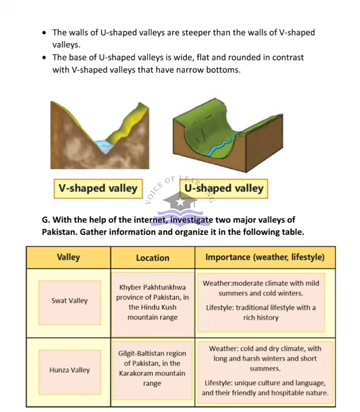 • The walls of U-shaped valleys are steeper than the walls of V-shaped
valleys.
• The base of U-shaped valleys is wide, flat and rounded in contrast
with V-shaped valleys that have narrow bottoms.
V-shaped valley
U-shaped valley
VOICE OF LEARNING
G. With the help of the internet, investigate two major valleys of
Pakistan. Gather information and organize it in the following table.
Valley
Location
Importance (weather, lifestyle)
Swat Valley
Khyber Pakhtunkhwa
province of Pakistan, in
the Hindu Kush
mountain range
Weather:moderate climate with mild
summers and cold winters.
Lifestyle: traditional lifestyle with a
rich history
Hunza Valley
Gilgit-Baltistan region
of Pakistan, in the
Karakoram mountain
range
Weather: cold and dry climate, with
long and harsh winters and short
summers.
Lifestyle: unique culture and language,
and their friendly and hospitable nature.